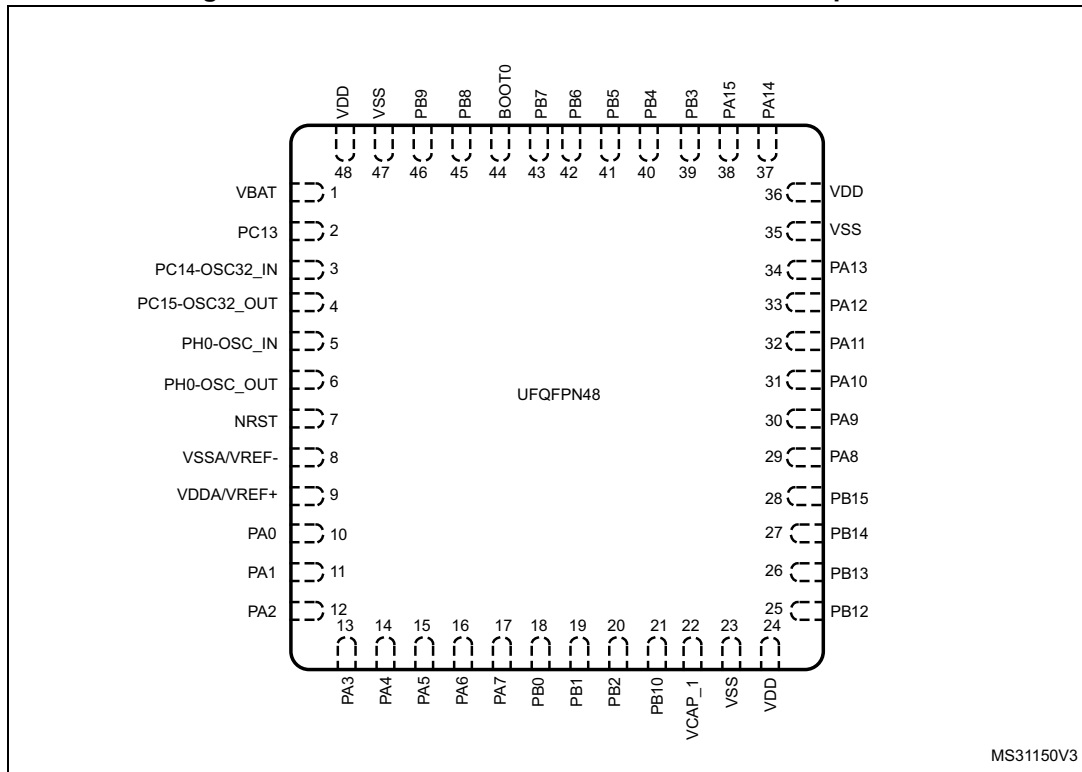 VDD
VSS
PB9
PB8
BOOT0
PB7
PB6
PB5
PB4
PB3
PA15
PA14
48 47 46 45 44 43 42 41 40 39 38 37
VBAT 1 36 VDD
PC13 2 35 VSS
PC14-OSC32_IN 3 34 PA13
PC15-OSC32_OUT 4 33 PA12
PH0-OSC_IN 5 32 PA11
PH0-OSC_OUT 6 31 PA10
UFQFPN48
NRST 7 30 PA9
VSSA/VREF- 8 29 PA8
VDDA/VREF+ 9 28 PB15
PA0 10 27 PB14
PA1 11 26 PB13
PA2 12 25 PB12
13 14 15 16 17 18 19 20 21 22 23 24
PA3
PA4
PA5
PA6
PA7
PB0
PB1
PB2
PB10
VCAP_1
VSS
VDD
MS31150V3